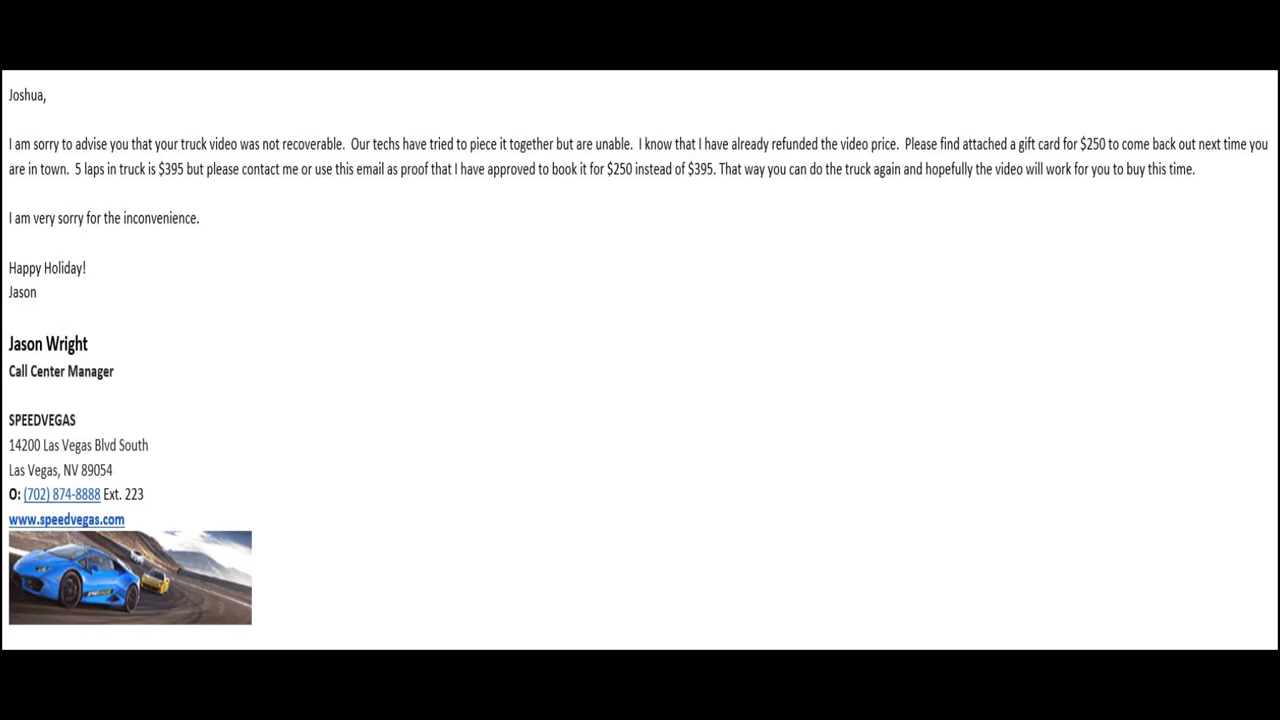 Joshua,
I am sorry to advise you that your truck video was not recoverable.  Our techs have tried to piece it together but are unable.  I know that I have already refunded the video price.  Please find attached a gift card for $250 to come back out next time you
are in town.  5 laps in truck is $395 but please contact me or use this email as proof that I have approved to book it for $250 instead of $395. That way you can do the truck again and hopefully the video will work for you to buy this time.
I am very sorry for the inconvenience.
Happy Holiday!
Jason
Jason Wright
Call Center Manager
SPEEDVEGAS
14200 Las Vegas Blvd South
Las Vegas, NV 89054
O: (702) 874-8888 Ext. 223
www.speedvegas.com